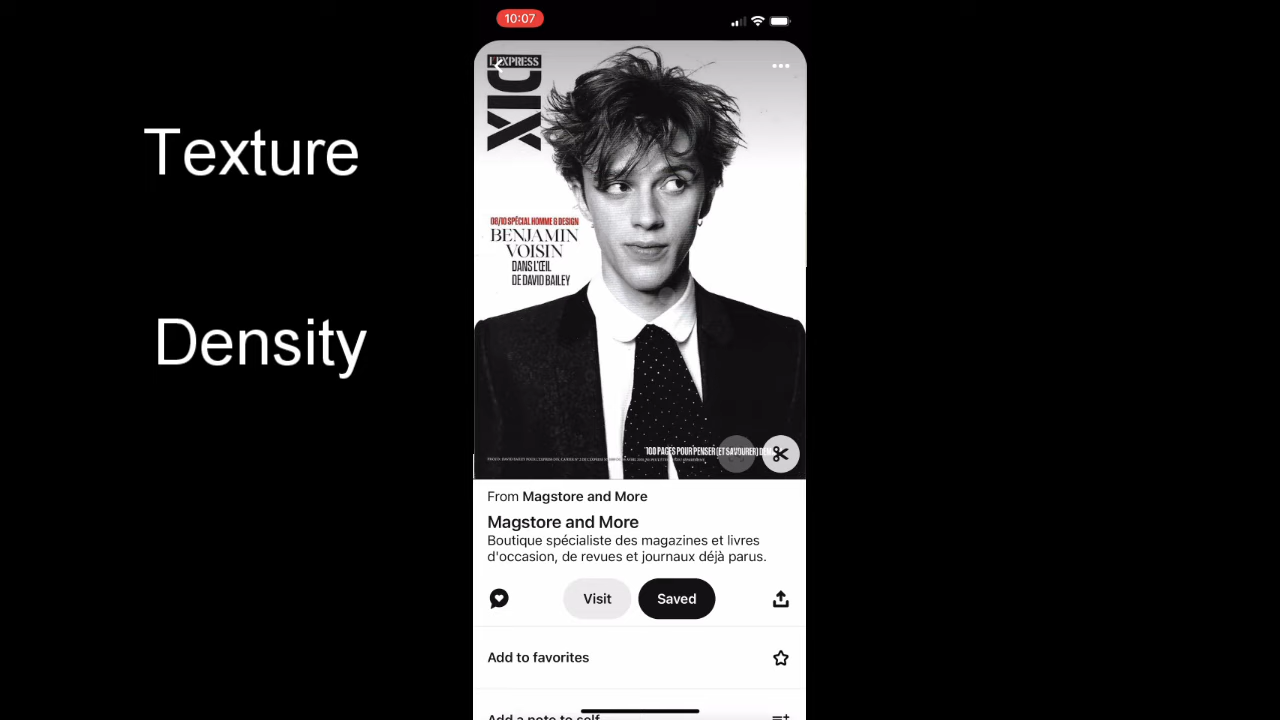 Texture
Density
10:07
L'EXPRESS
DIX
08/10 SPÉCIAL HOMME & DESIGN
BENJAMIN
VOISIN
DANS L'ŒIL
DE DAVID BAILEY
100 PAGES POUR PENSER (ET SAVOURER)
From Magstore and More
Magstore and More
Boutique spécialiste des magazines et livres
d'occasion, de revues et journaux déjà parus.
Visit
Saved
Add to favorites
Add a note to self